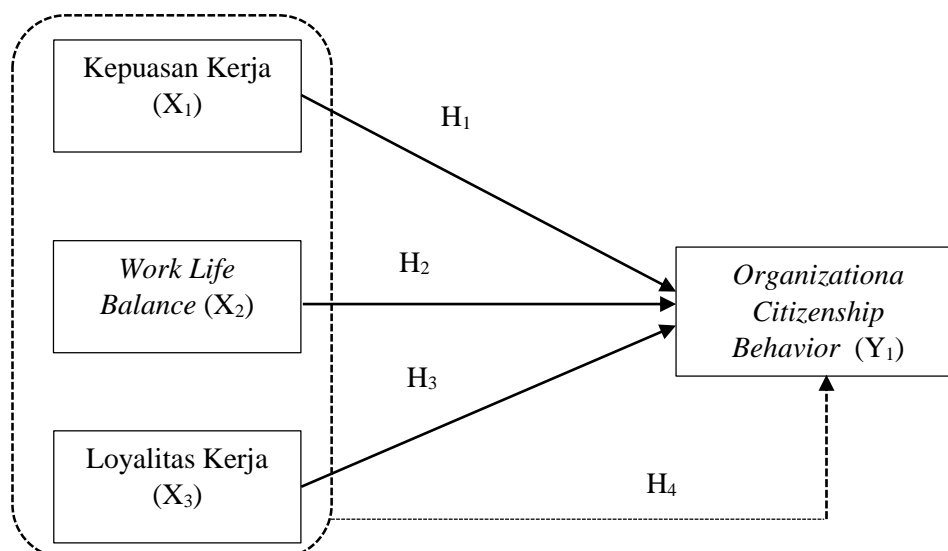 Kepuasan Kerja
(X₁)
H₁
Work Life
Balance (X₂)
H₂
Organizationa
Citizenship
Behavior (Y₁)
H₃
Loyalitas Kerja
(X₃)
H₄